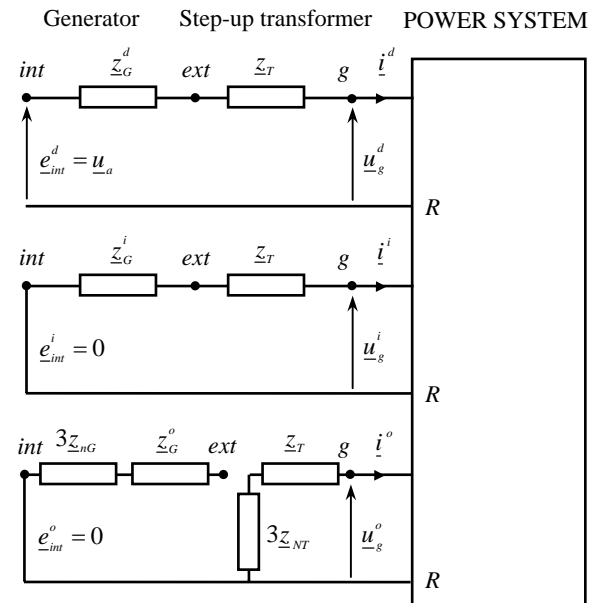 Generator Step-up transformer POWER SYSTEM
int z_G^d ext z_T g i^d
e_int^d = u_a u_g^d
R
int z_G^i ext z_T g i^i
e_int^i = 0 u_g^i
R
int 3z_nG z_G^o ext z_T g i^o
e_int^o = 0 3z_NT u_g^o
R